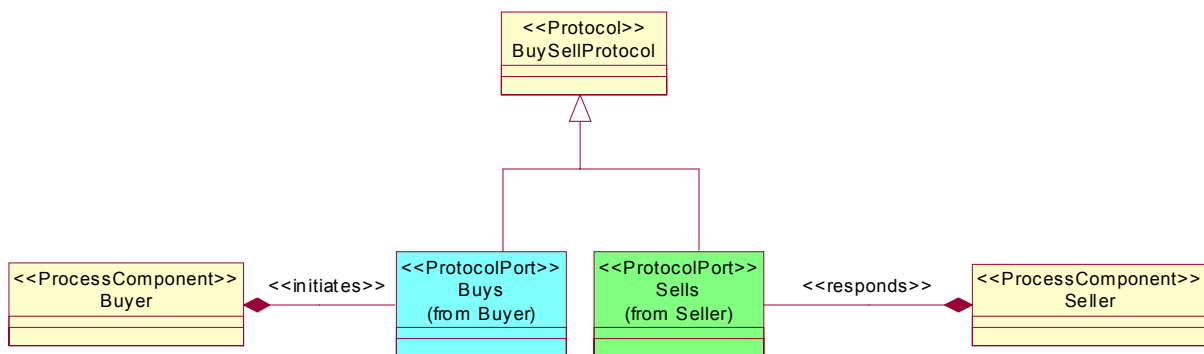 <<Protocol>>
BuySellProtocol
<<ProcessComponent>>
Buyer
<<initiates>>
<<ProtocolPort>>
Buys
(from Buyer)
<<ProtocolPort>>
Sells
(from Seller)
<<responds>>
<<ProcessComponent>>
Seller